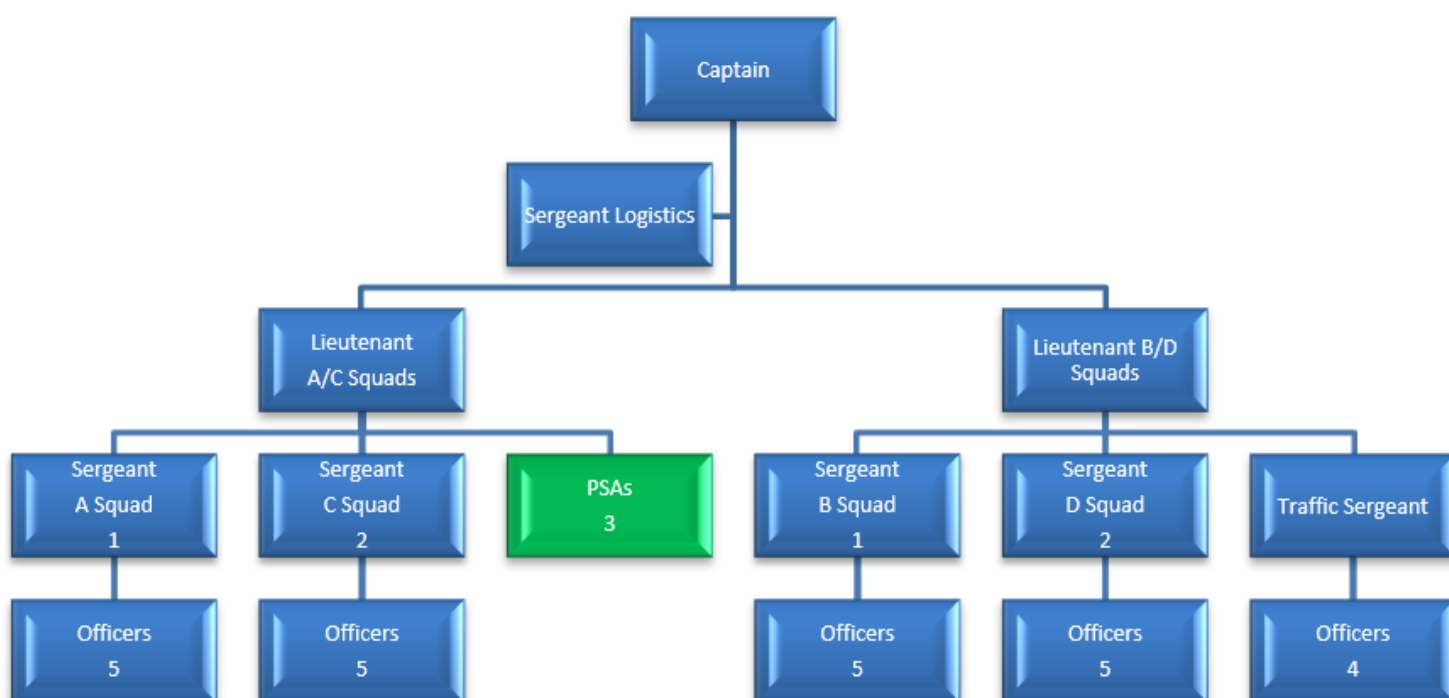 Captain
Sergeant Logistics
Lieutenant
A/C Squads
Lieutenant B/D
Squads
Sergeant
A Squad
1
Sergeant
C Squad
2
PSAs
3
Sergeant
B Squad
1
Sergeant
D Squad
2
Traffic Sergeant
Officers
5
Officers
5
Officers
5
Officers
5
Officers
4